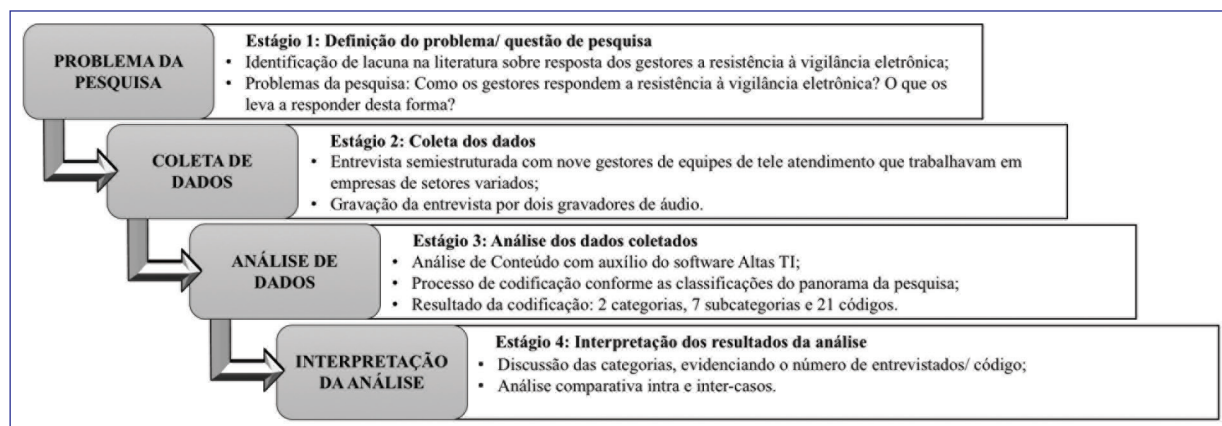 PROBLEMA DA
PESQUISA
Estágio 1: Definição do problema/ questão de pesquisa
• Identificação de lacuna na literatura sobre resposta dos gestores a resistência à vigilância eletrônica;
• Problemas da pesquisa: Como os gestores respondem a resistência à vigilância eletrônica? O que os
leva a responder desta forma?
COLETA DE
DADOS
Estágio 2: Coleta dos dados
• Entrevista semiestruturada com nove gestores de equipes de tele atendimento que trabalhavam em
empresas de setores variados;
• Gravação da entrevista por dois gravadores de áudio.
ANÁLISE DE
DADOS
Estágio 3: Análise dos dados coletados
• Análise de Conteúdo com auxílio do software Altas TI;
• Processo de codificação conforme as classificações do panorama da pesquisa;
• Resultado da codificação: 2 categorias, 7 subcategorias e 21 códigos.
INTERPRETAÇÃO
DA ANÁLISE
Estágio 4: Interpretação dos resultados da análise
• Discussão das categorias, evidenciando o número de entrevistados/ código;
• Análise comparativa intra e inter-casos.